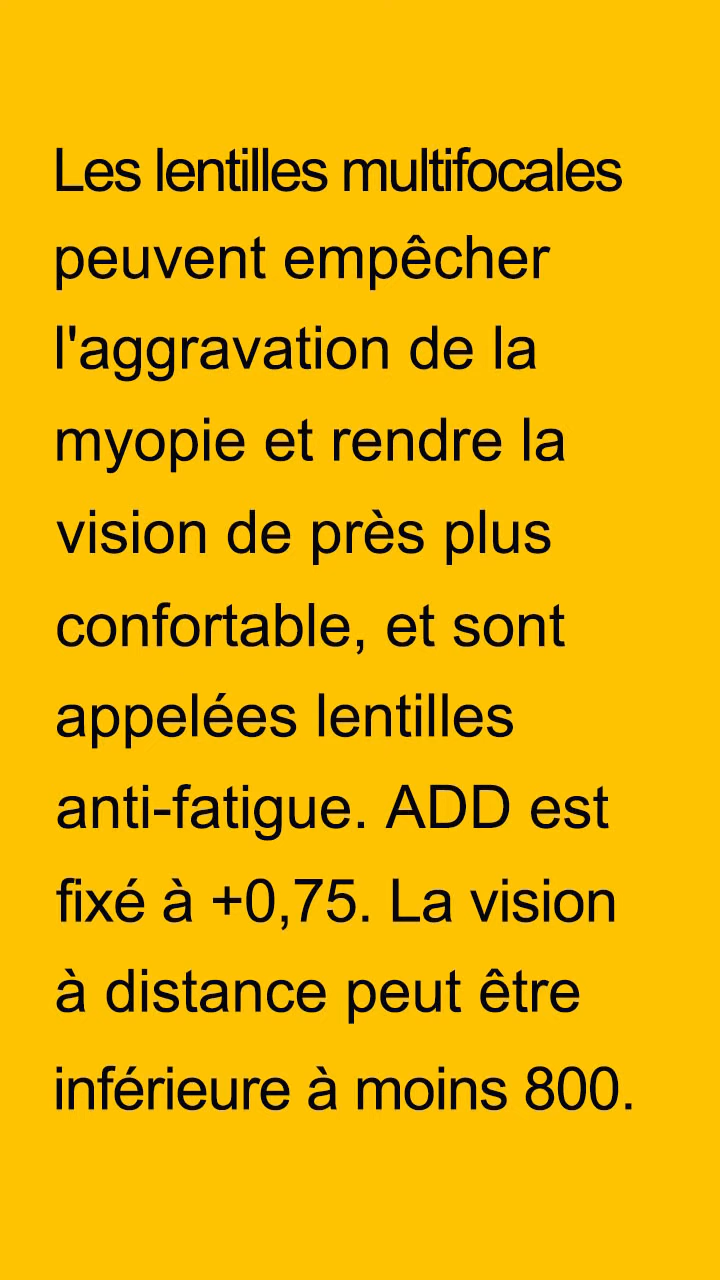 Les lentilles multifocales
peuvent empêcher
l'aggravation de la
myopie et rendre la
vision de près plus
confortable, et sont
appelées lentilles
anti-fatigue. ADD est
fixé à +0,75. La vision
à distance peut être
inférieure à moins 800.